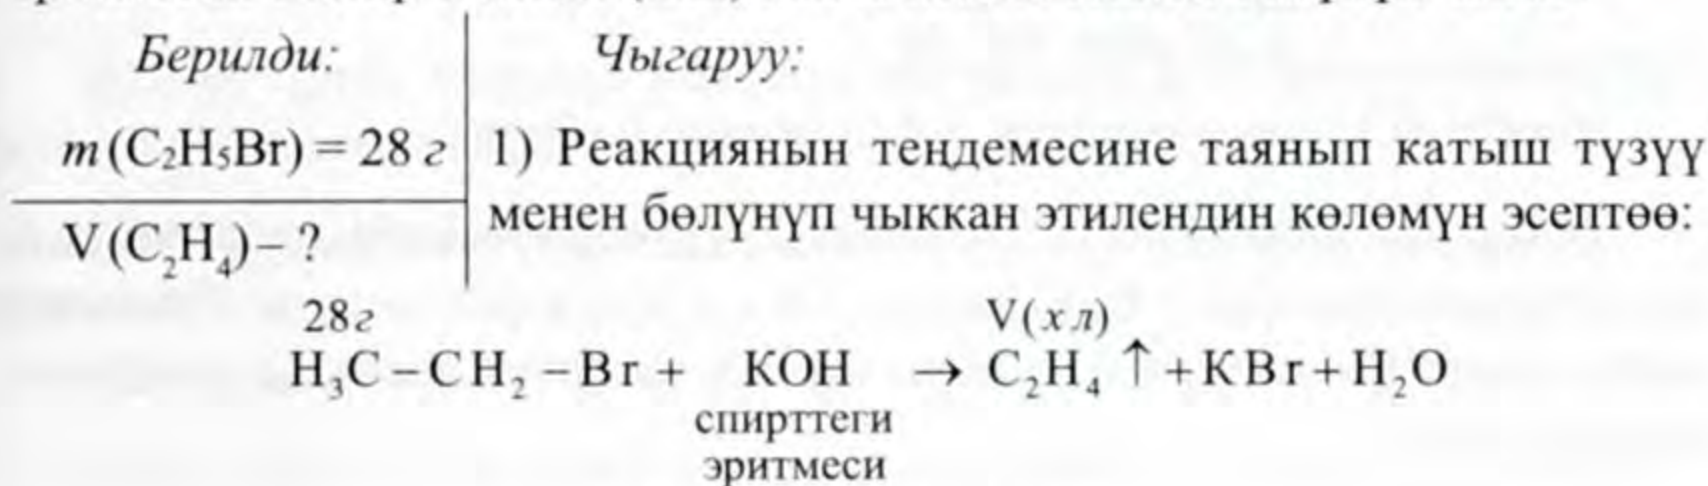 Берилди:
Чыгаруу:
m (C₂H₅Br) = 28 г
V (C₂H₄) – ?
1) Реакциянын теңдемесине таянып катыш түзүү
менен бөлүнүп чыккан этилендин көлөмүн эсептөө:
28г V(х л)
H₃C – CH₂ – Br + KOH → C₂H₄ ↑ + KBr + H₂O
спирттеги
эритмеси